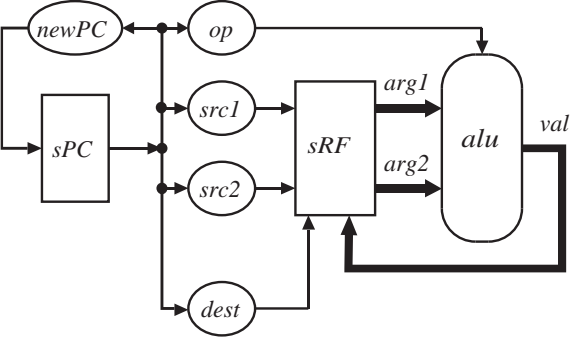 newPC
op
arg1
src1
val
sPC
sRF
alu
arg2
src2
dest